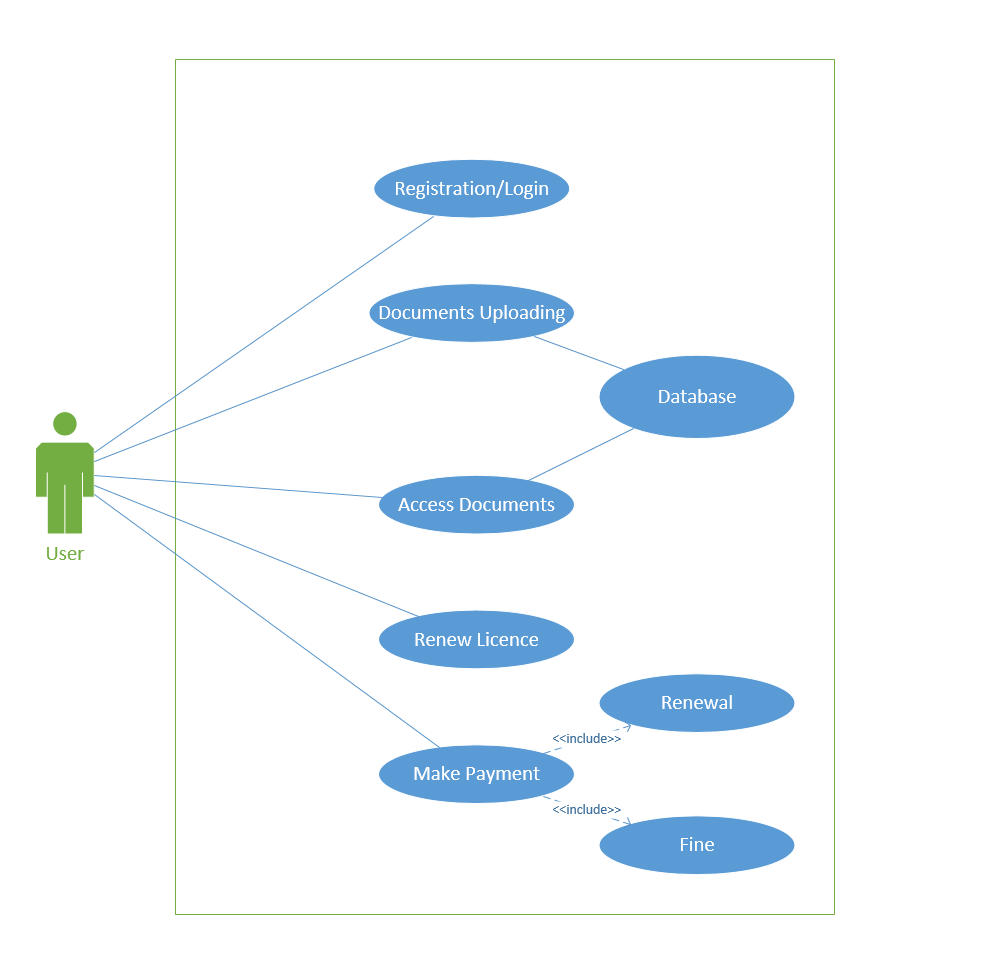 Registration/Login
Documents Uploading
Database
Access Documents
User
Renew Licence
Renewal
<<include>>
Make Payment
<<include>>
Fine